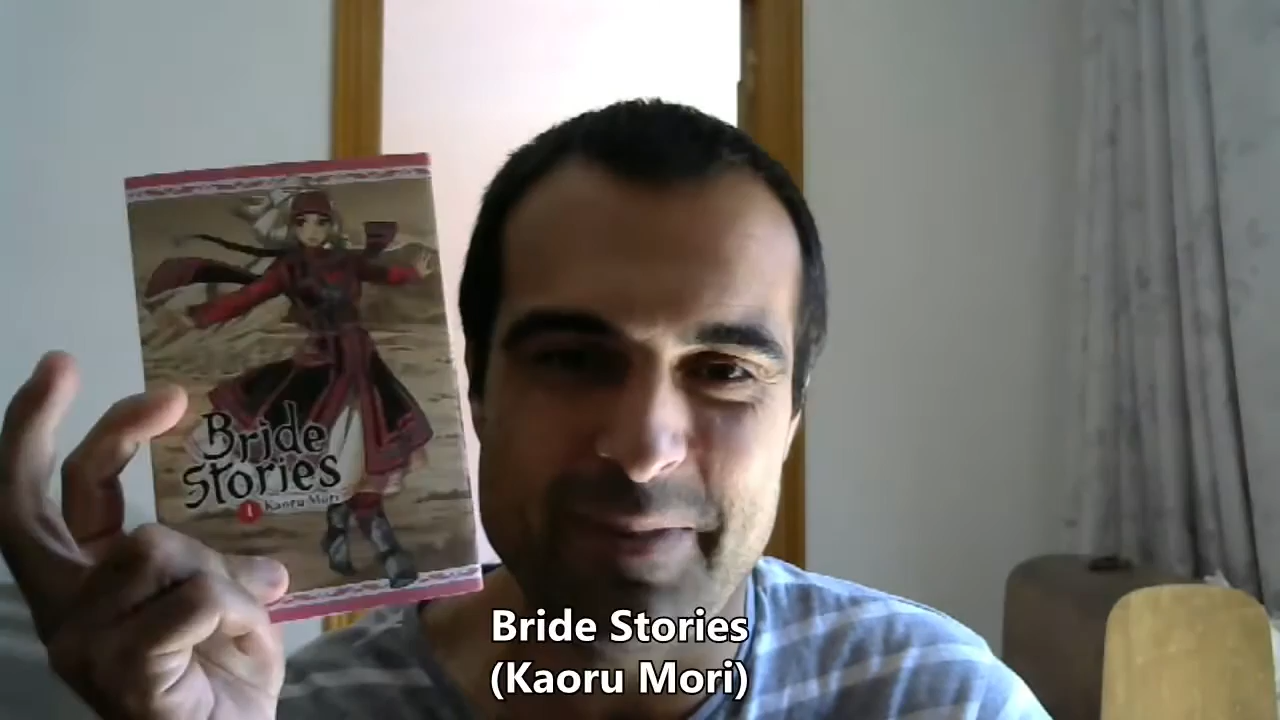 Bride
Stories
1 Kaoru Mori
Bride Stories
(Kaoru Mori)